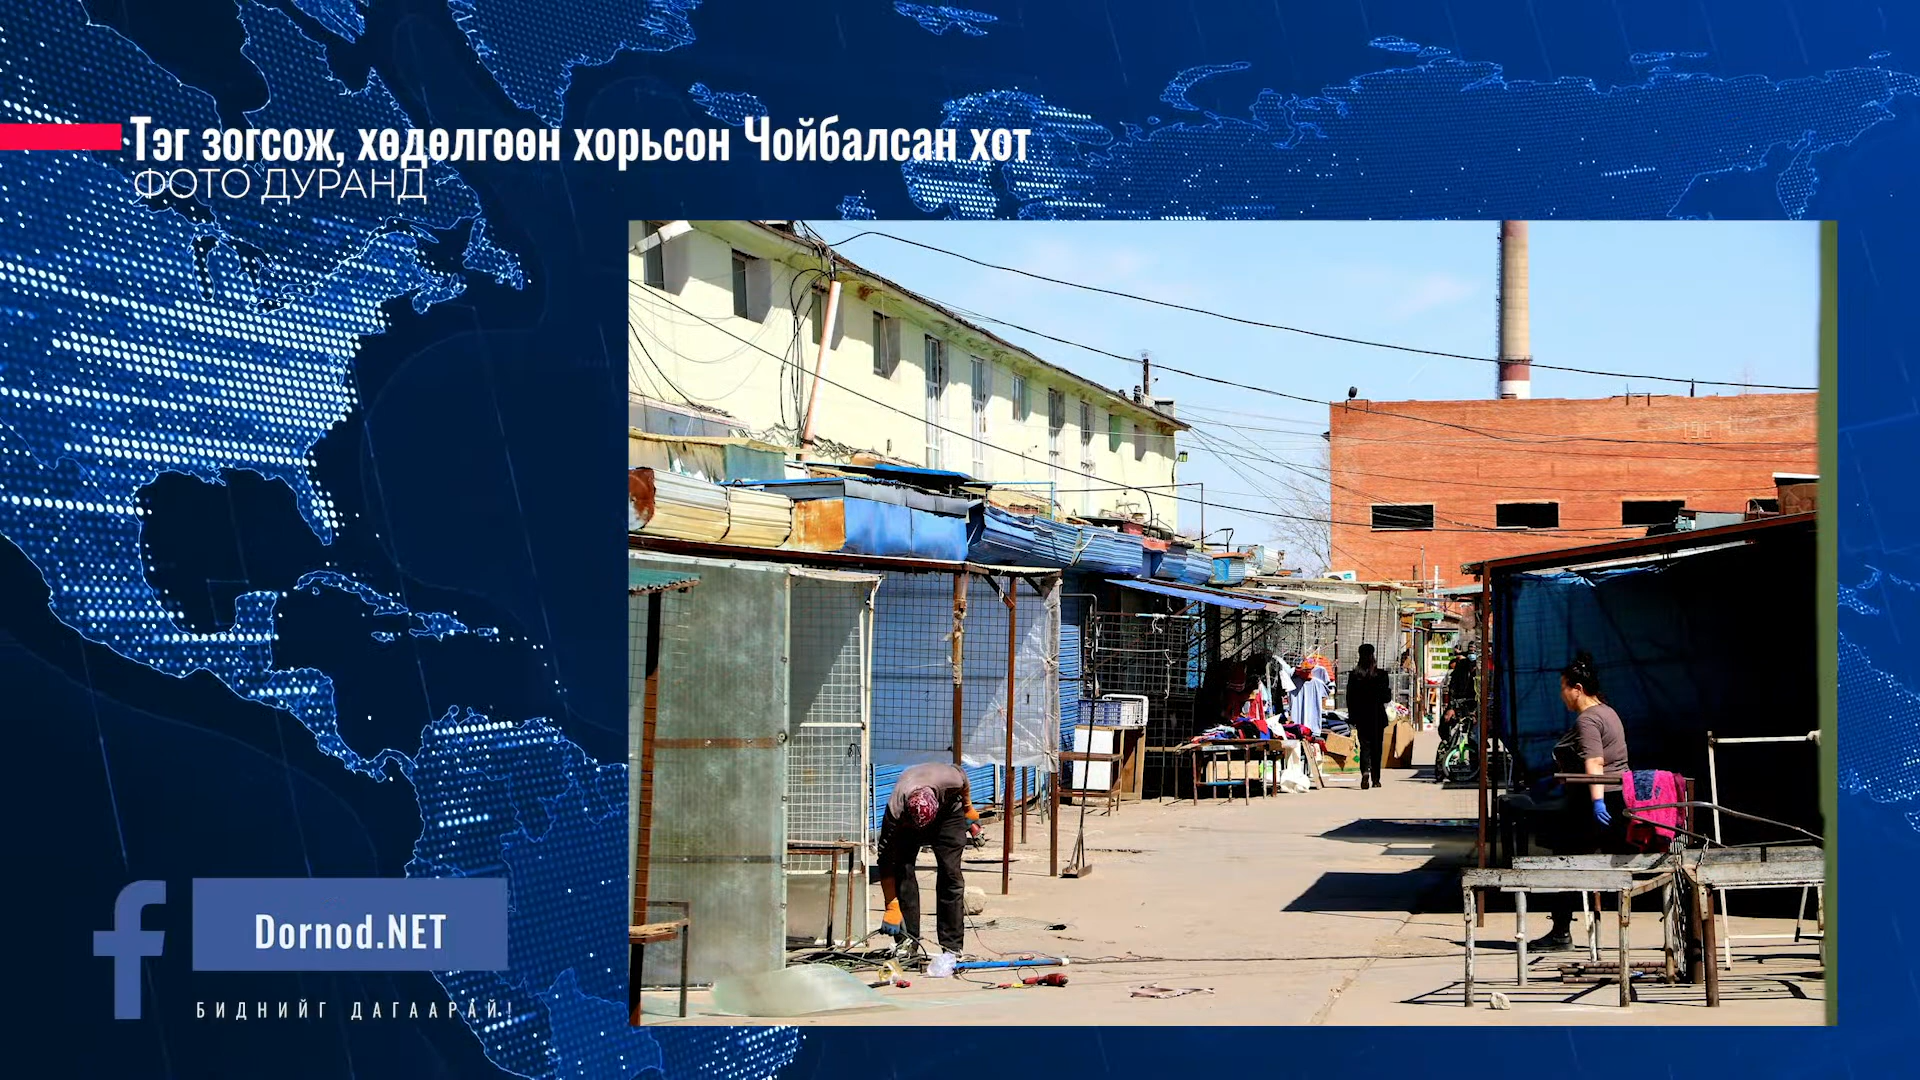 Тэг зогсож, хөдөлгөөн хорьсон Чойбалсан хот
ФОТО ДУРАНД
Dornod.NET
БИДНИЙГ ДАГААРАЙ!